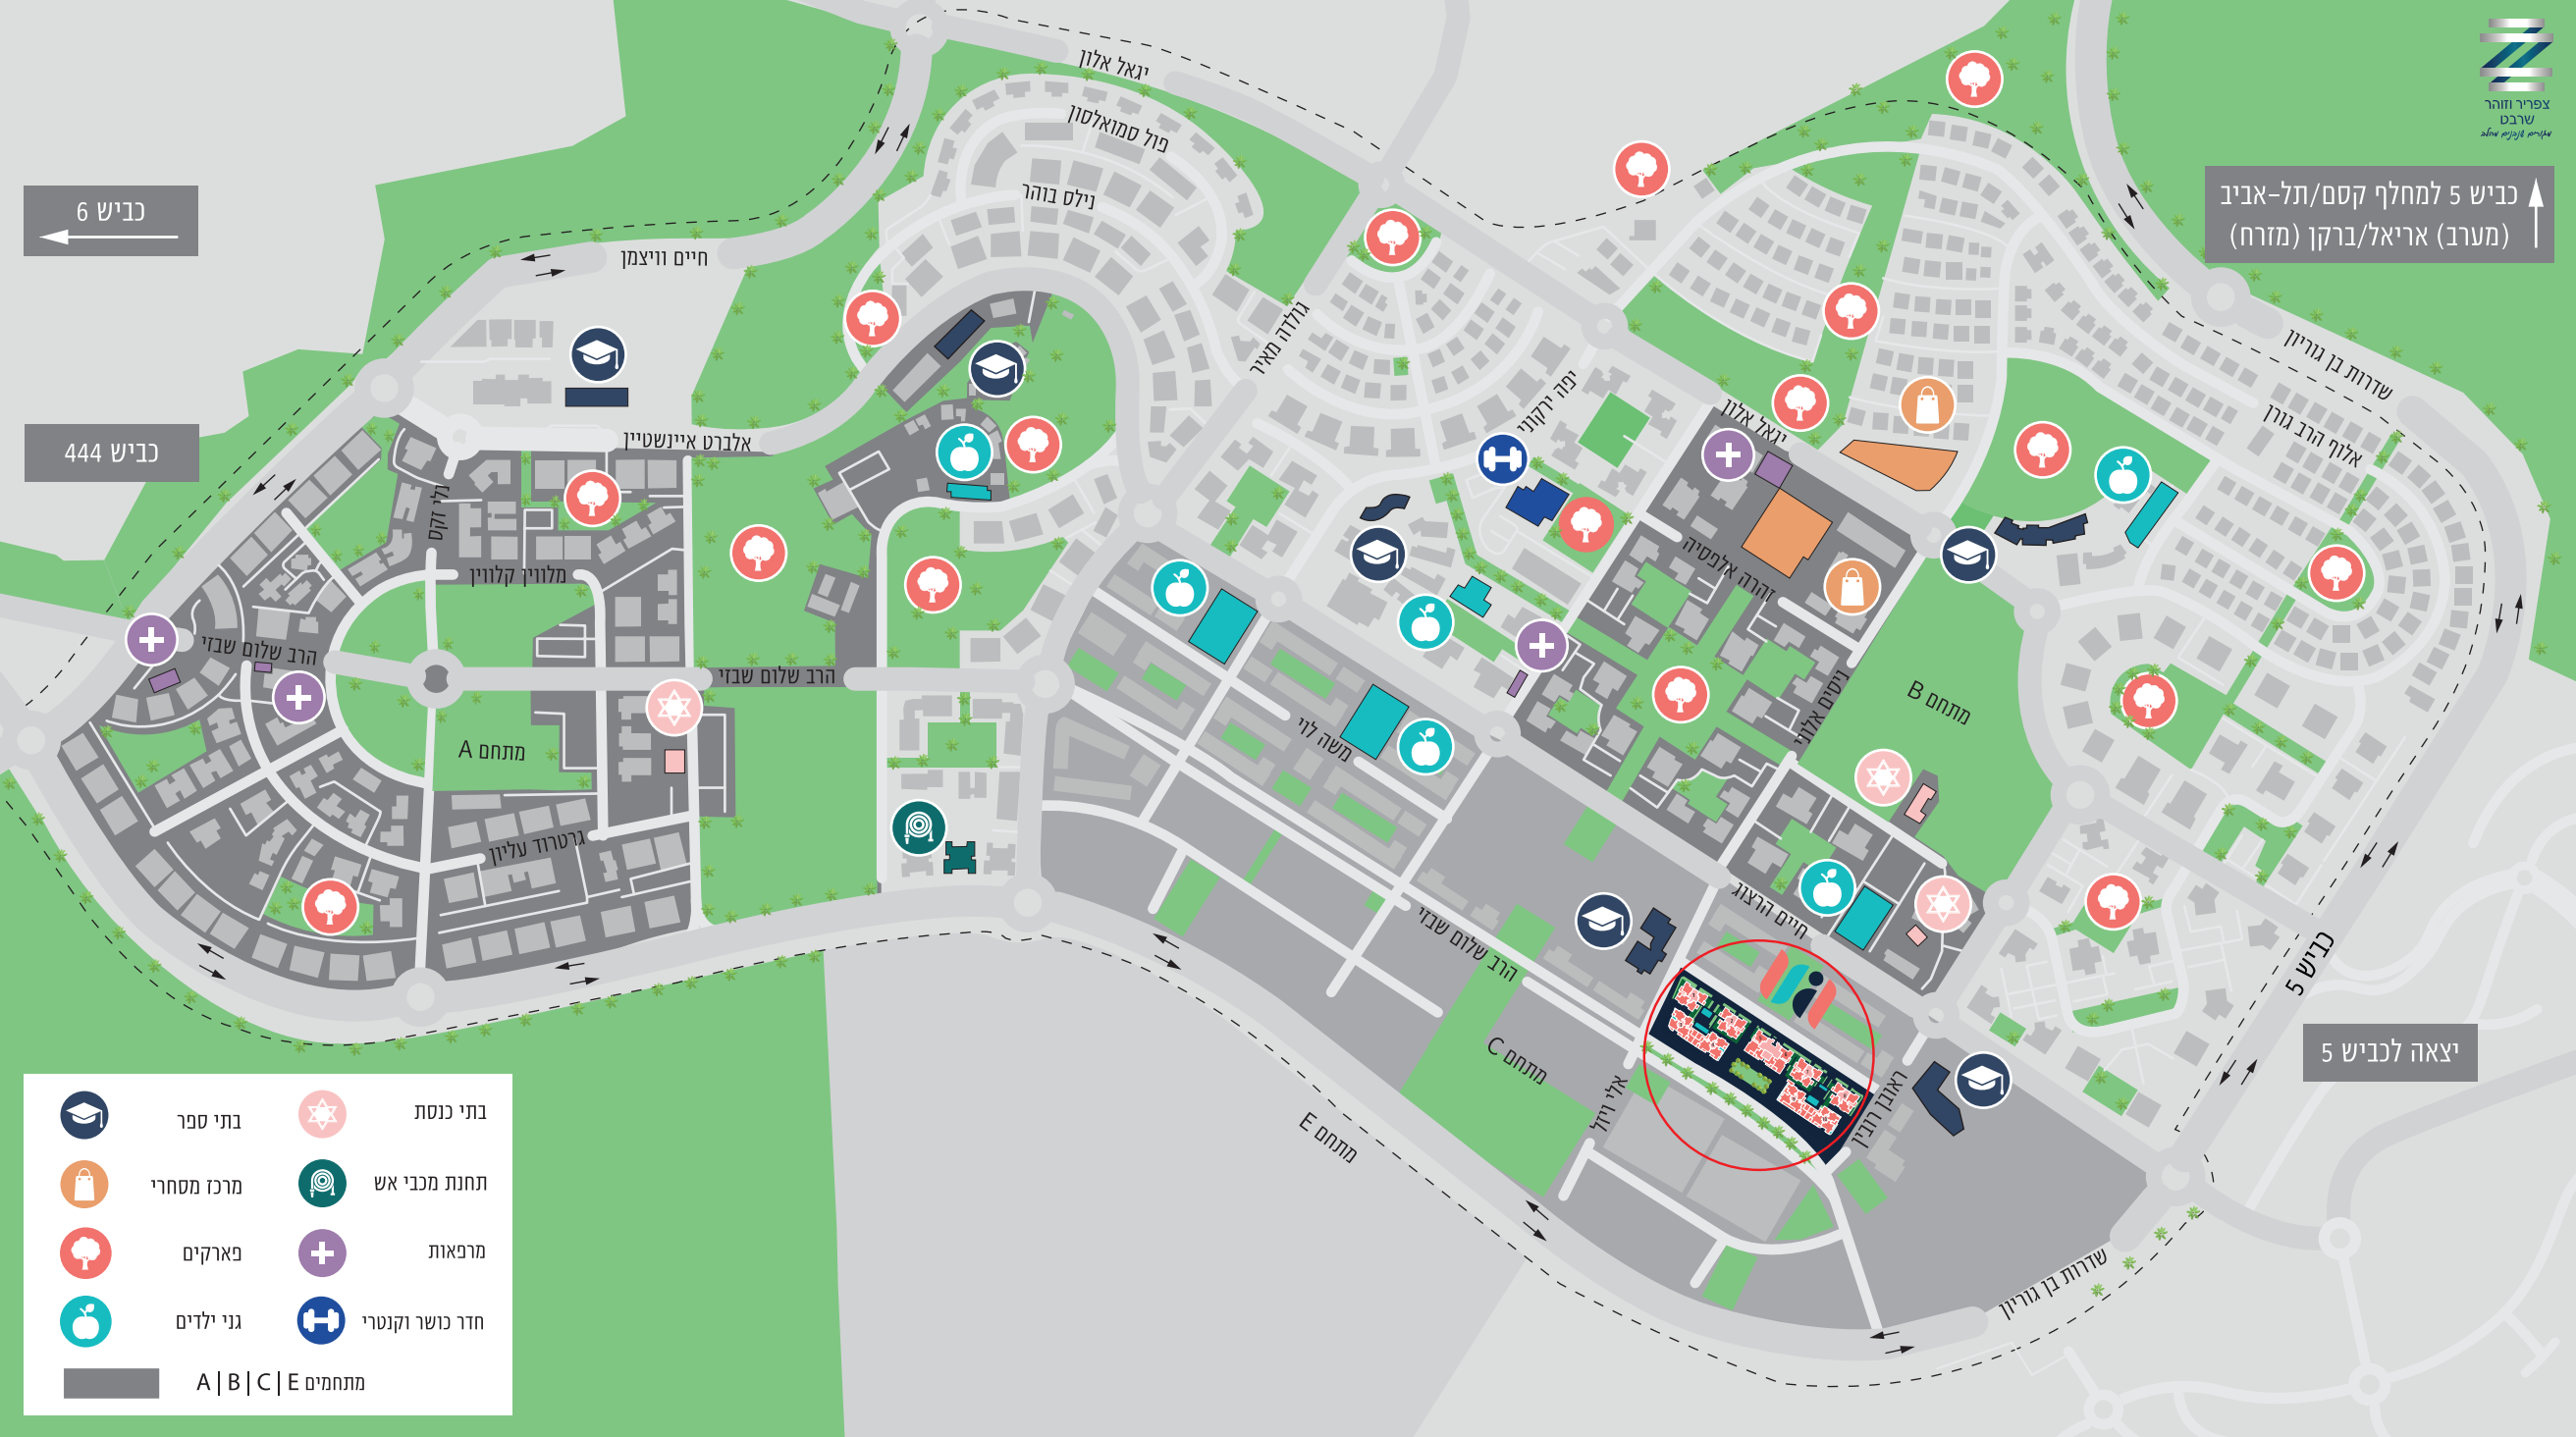 צפריר וזוהר
שרבט
כביש 5 למחלף קסם/תל-אביב
(מערב) אריאל/ברקן (מזרח)
כביש 6
כביש 444
יגאל אלון
פול סמואלסון
נילס בוהר
חיים וויצמן
אלברט איינשטיין
נלי זקס
מלווין קלווין
הרב שלום שבזי
הרב שלום שבזי
מתחם A
גרטרוד עליון
גולדה מאיר
יפה ירקוני
יגאל אלון
זהרה אלפסיה
ניסים אלוני
מתחם B
שדרות בן גוריון
אלוף הרב גורן
משה לוי
חיים הרצוג
הרב שלום שבזי
מתחם C
אלי ויזל
ראובן רובין
מתחם E
כביש 5
יצאה לכביש 5
שדרות בן גוריון
בתי כנסת
בתי ספר
תחנת מכבי אש
מרכז מסחרי
מרפאות
פארקים
חדר כושר וקנטרי
גני ילדים
מתחמים A|B|C|E